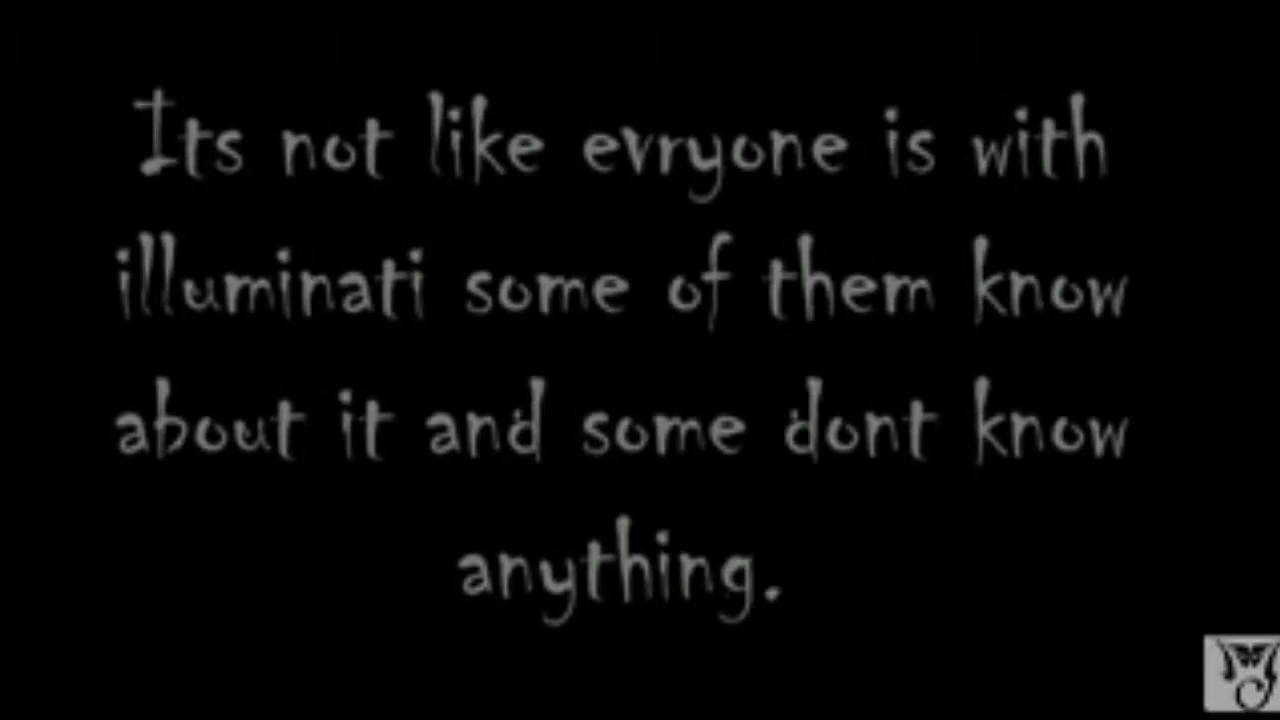 Its not like evryone is with
illuminati some of them know
about it and some dont know
anything.